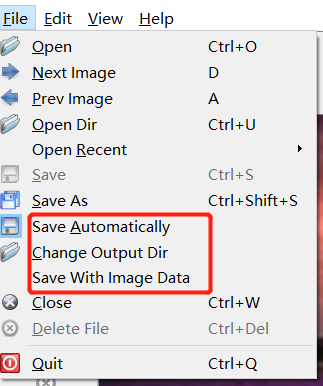 File Edit View Help
Open Ctrl+O
Next Image D
Prev Image A
Open Dir Ctrl+U
Open Recent
Save Ctrl+S
Save As Ctrl+Shift+S
Save Automatically
Change Output Dir
Save With Image Data
Close Ctrl+W
Delete File Ctrl+Del
Quit Ctrl+Q